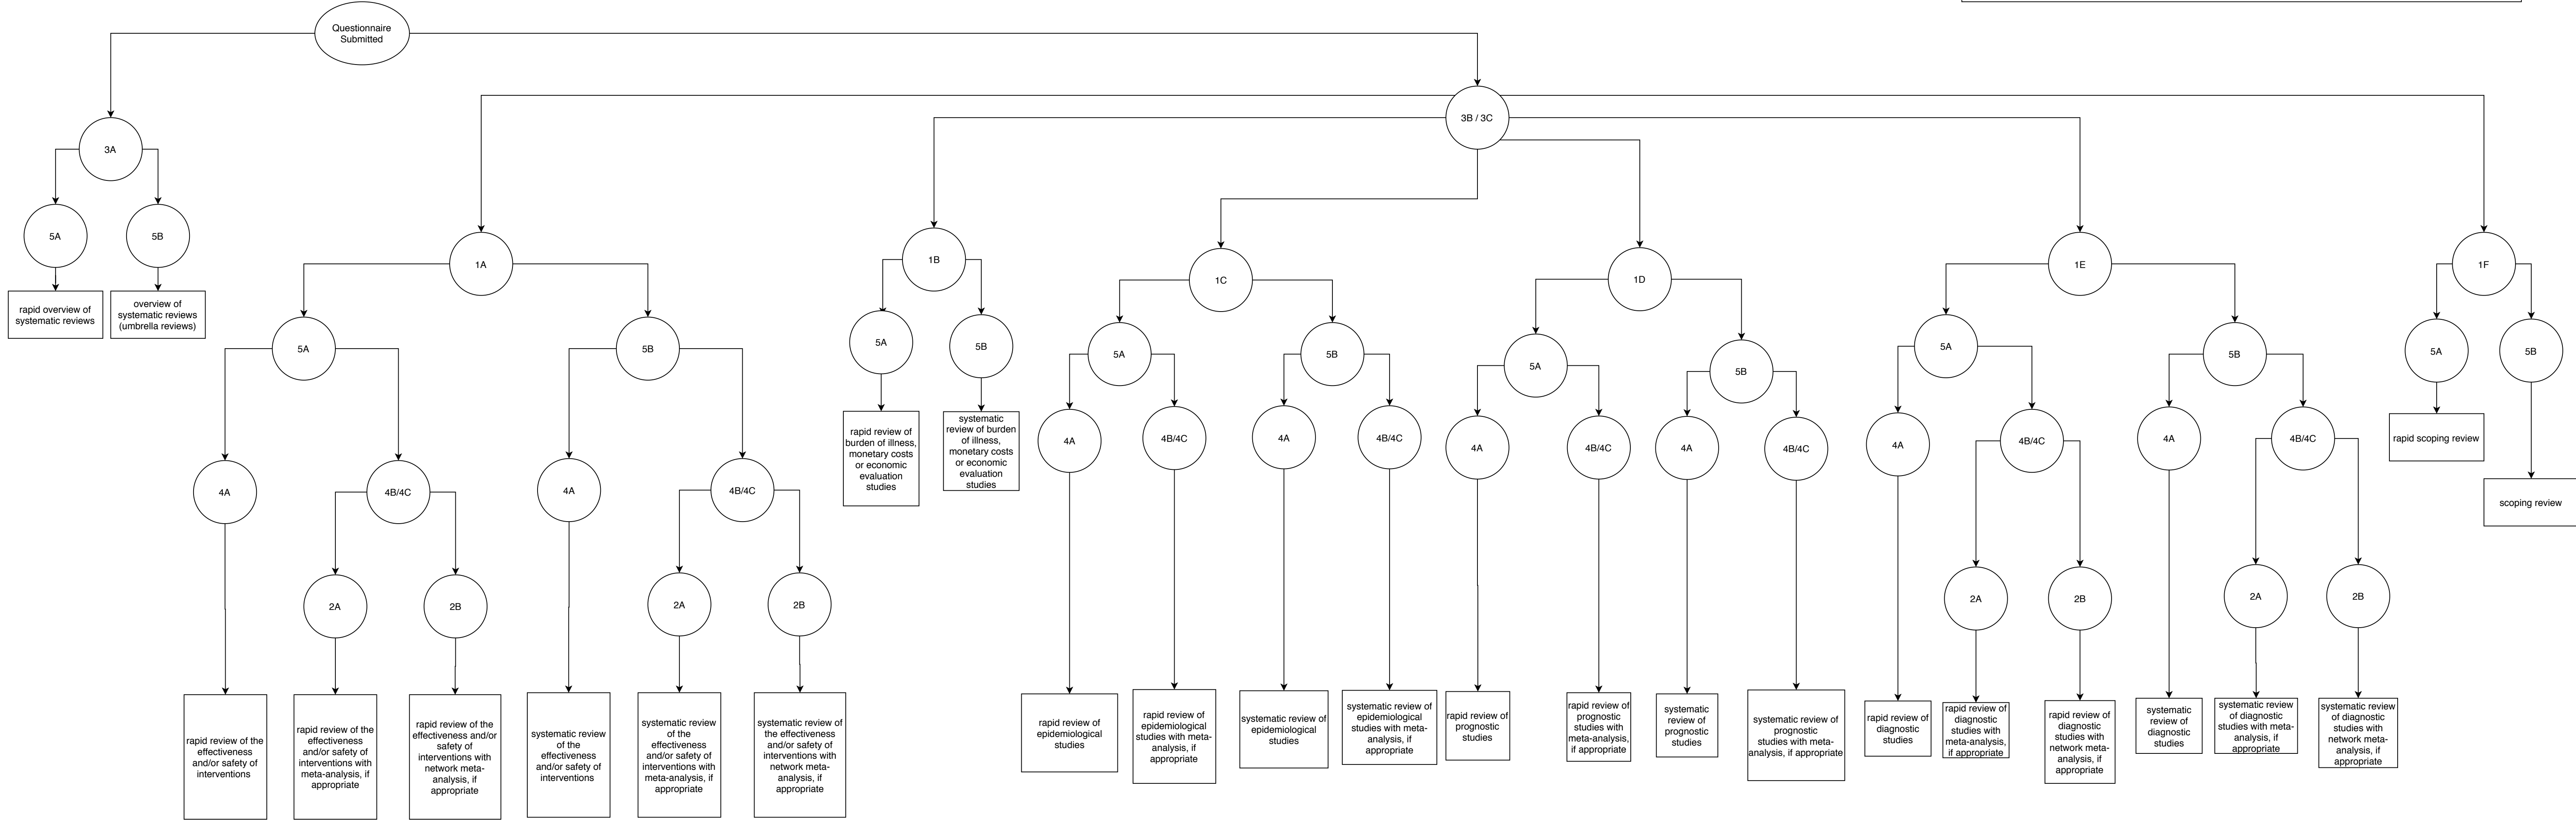 Questionnaire
Submitted
3B / 3C
3A
5A
5B
rapid overview of
systematic reviews
overview of
systematic reviews
(umbrella reviews)
1A
5A
5B
4A
4B/4C
4A
4B/4C
2A
2B
2A
2B
rapid review of the
effectiveness
and/or safety of
interventions
rapid review of the
effectiveness
and/or safety of
interventions with
meta-analysis, if
appropriate
rapid review of the
effectiveness and/or
safety of
interventions with
network meta-
analysis, if
appropriate
systematic review
of the
effectiveness
and/or safety of
interventions
systematic review
of the
effectiveness
and/or safety of
interventions with
meta-analysis, if
appropriate
systematic review of
the effectiveness
and/or safety of
interventions with
network meta-
analysis, if
appropriate
1B
5A
5B
rapid review of
burden of illness,
monetary costs
or economic
evaluation
studies
systematic
review of burden
of illness,
monetary costs
or economic
evaluation
studies
1C
5A
5B
4A
4B/4C
4A
4B/4C
rapid review of
epidemiological
studies
rapid review of
epidemiological
studies with meta-
analysis, if
appropriate
systematic review of
epidemiological
studies
systematic review of
epidemiological
studies with meta-
analysis, if
appropriate
1D
5A
5B
4A
4B/4C
4A
4B/4C
rapid review of
prognostic
studies
rapid review of
prognostic
studies with
meta-analysis,
if appropriate
systematic
review of
prognostic
studies
systematic review of
prognostic
studies with meta-
analysis, if appropriate
1E
5A
5B
4A
4B/4C
4A
4B/4C
2A
2B
2A
2B
rapid review of
diagnostic
studies
rapid review of
diagnostic
studies with
meta-analysis,
if appropriate
rapid review of
diagnostic
studies with
network meta-
analysis, if
appropriate
systematic
review of
diagnostic
studies
systematic review
of diagnostic
studies with meta-
analysis, if
appropriate
systematic review
of diagnostic
studies with
network meta-
analysis, if
appropriate
1F
5A
5B
rapid scoping review
scoping review